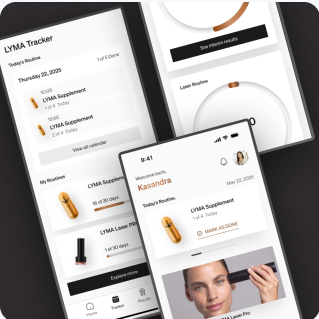 LYMA Tracker
Today's Routine
1 of 5 Done
Thursday 22, 2025
10:00
LYMA Supplement
1 of 4 Today
10:00
LYMA Supplement
2 of 4 Today
View all calendar
My Routines
LYMA Supplement
16 of 30 days
LYMA Laser Pro
1 of 30 days
Explore more
Home
Tracker
Results
See interim results
Laser Routine
9:41
Welcome back,
Kasandra
May 22, 2025
Today's Routine
LYMA Supplement
1 of 4 Today
MARK AS DONE
LYMA Laser Pro